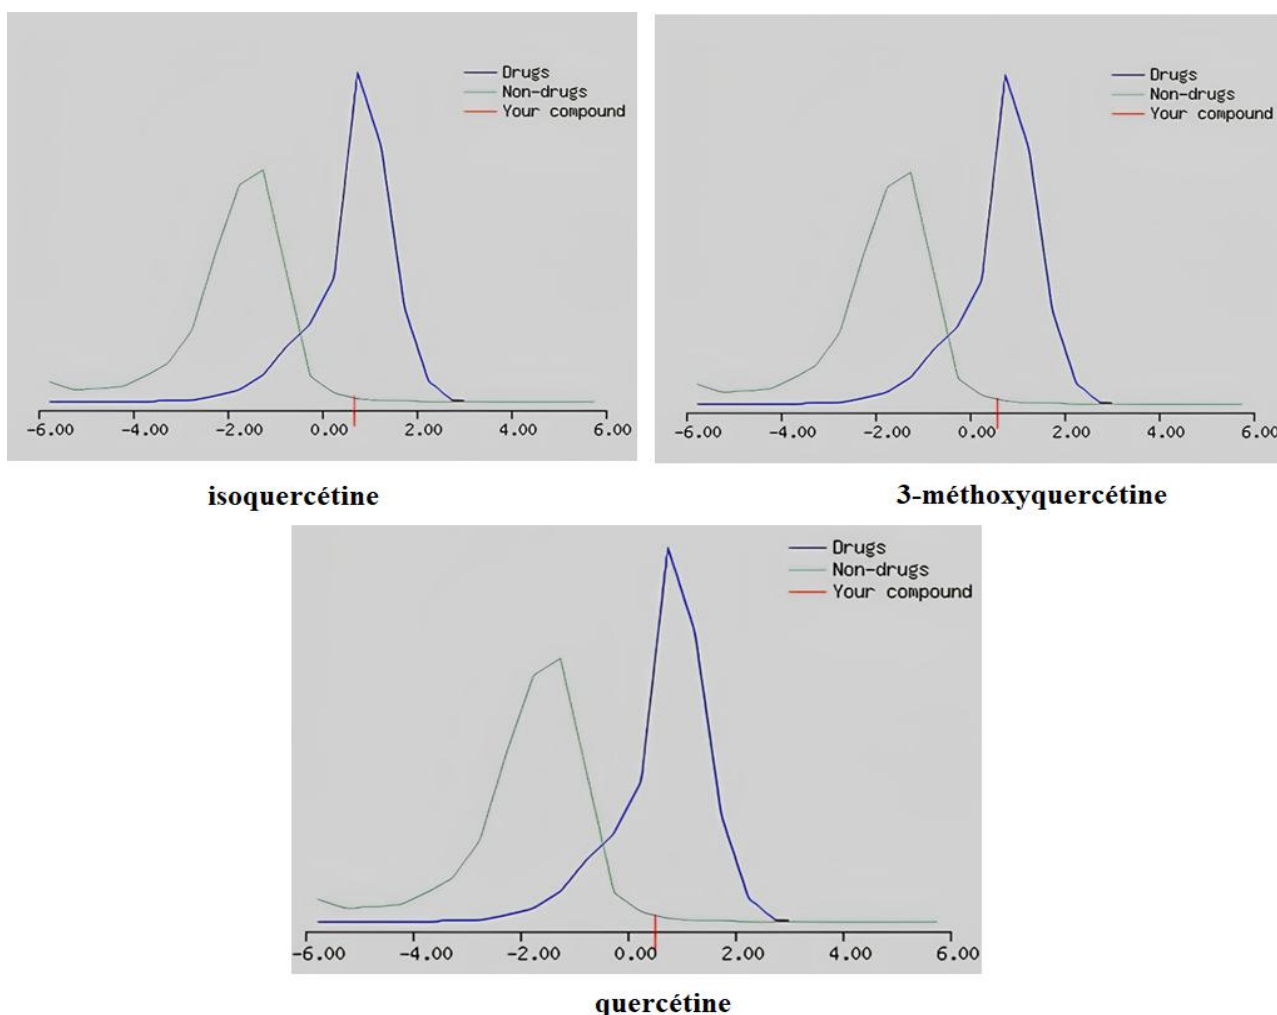 Drugs
Non-drugs
Your compound
-6.00 -4.00 -2.00 0.00 2.00 4.00 6.00
isoquercétine
Drugs
Non-drugs
Your compound
-6.00 -4.00 -2.00 0.00 2.00 4.00 6.00
3-méthoxyquercétine
Drugs
Non-drugs
Your compound
-6.00 -4.00 -2.00 0.00 2.00 4.00 6.00
quercétine